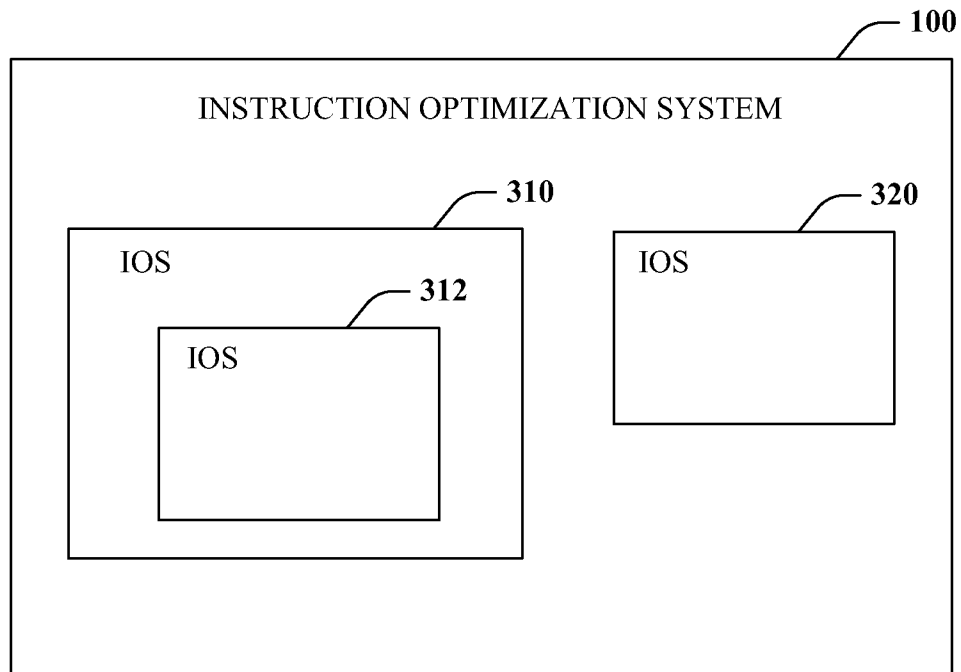 100
INSTRUCTION OPTIMIZATION SYSTEM
310
320
IOS
IOS
312
IOS